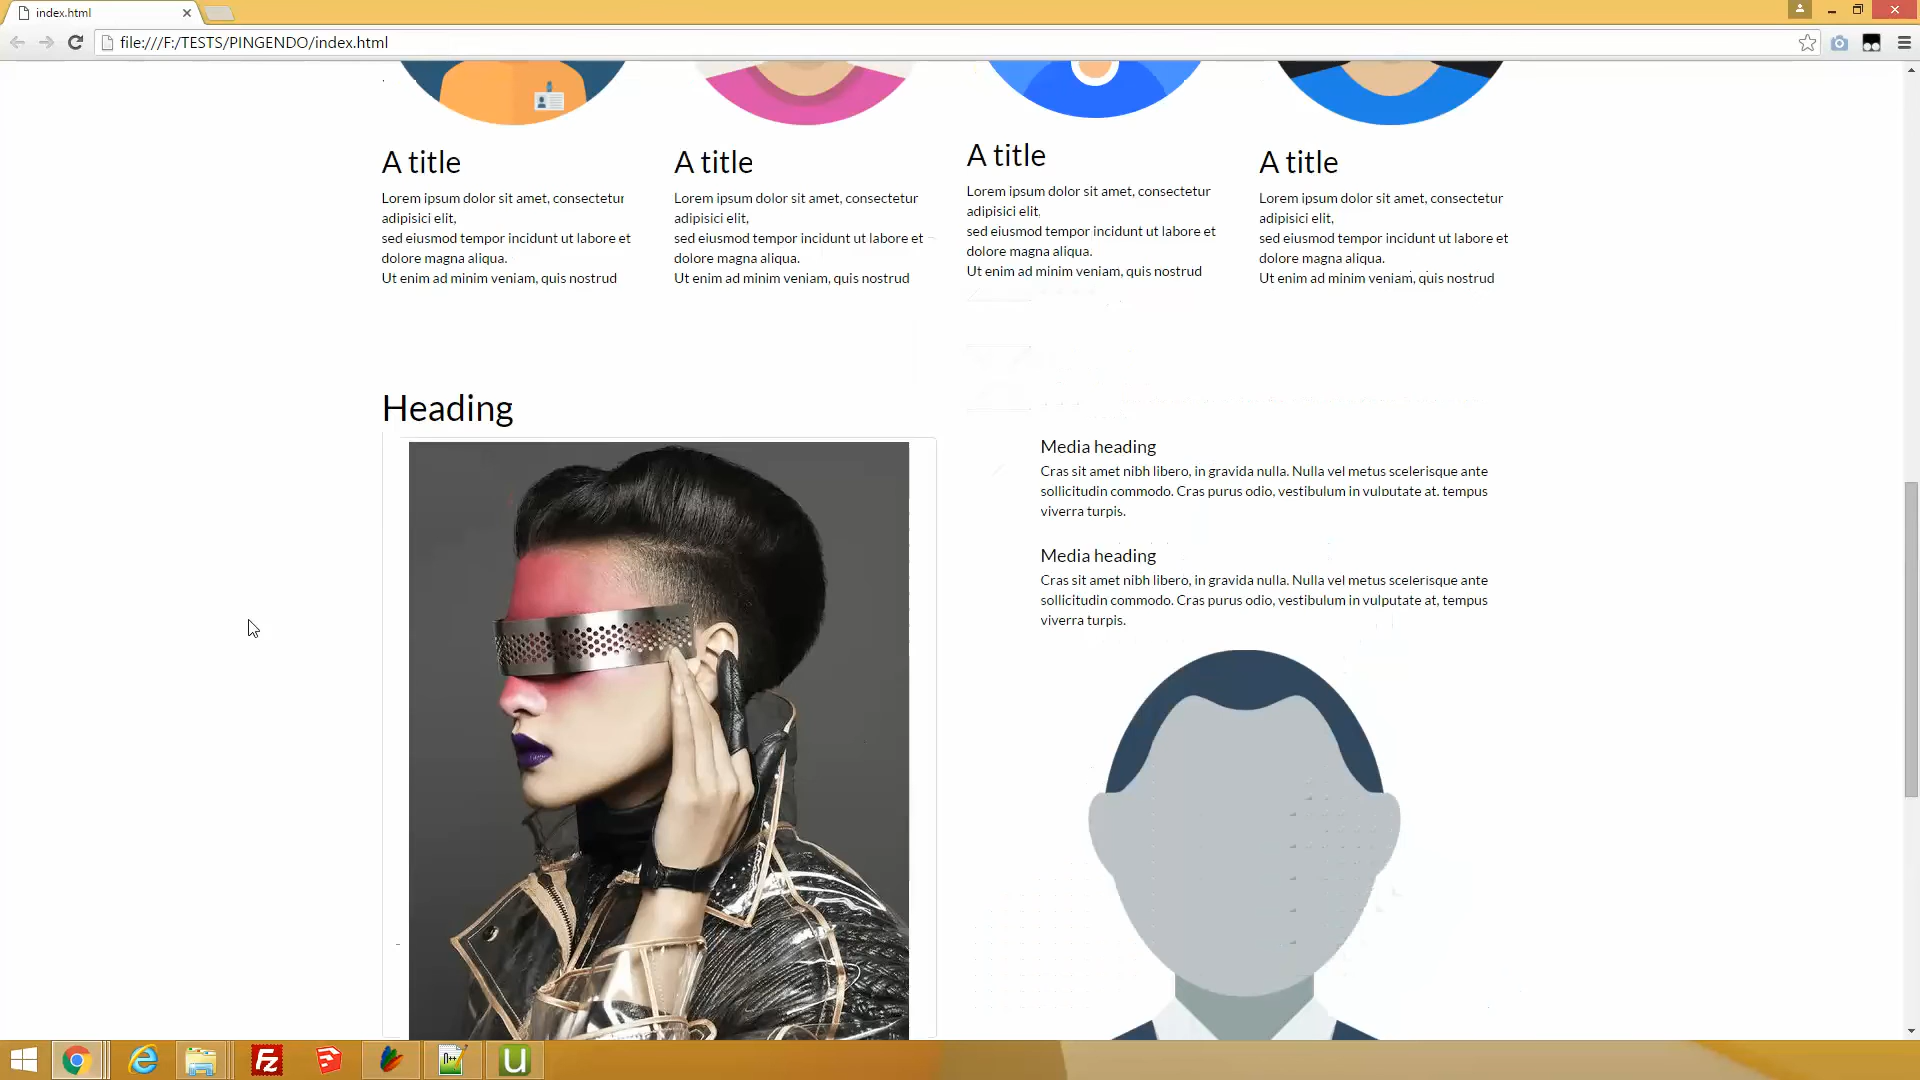 index.html
file:///F:/TESTS/PINGENDO/index.html
A title
Lorem ipsum dolor sit amet, consectetur
adipisici elit,
sed eiusmod tempor incidunt ut labore et
dolore magna aliqua.
Ut enim ad minim veniam, quis nostrud
A title
Lorem ipsum dolor sit amet, consectetur
adipisici elit,
sed eiusmod tempor incidunt ut labore et
dolore magna aliqua.
Ut enim ad minim veniam, quis nostrud
A title
Lorem ipsum dolor sit amet, consectetur
adipisici elit,
sed eiusmod tempor incidunt ut labore et
dolore magna aliqua.
Ut enim ad minim veniam, quis nostrud
A title
Lorem ipsum dolor sit amet, consectetur
adipisici elit,
sed eiusmod tempor incidunt ut labore et
dolore magna aliqua.
Ut enim ad minim veniam, quis nostrud
Heading
Media heading
Cras sit amet nibh libero, in gravida nulla. Nulla vel metus scelerisque ante
sollicitudin commodo. Cras purus odio, vestibulum in vulputate at, tempus
viverra turpis.
Media heading
Cras sit amet nibh libero, in gravida nulla. Nulla vel metus scelerisque ante
sollicitudin commodo. Cras purus odio, vestibulum in vulputate at, tempus
viverra turpis.
Fz
n++
U